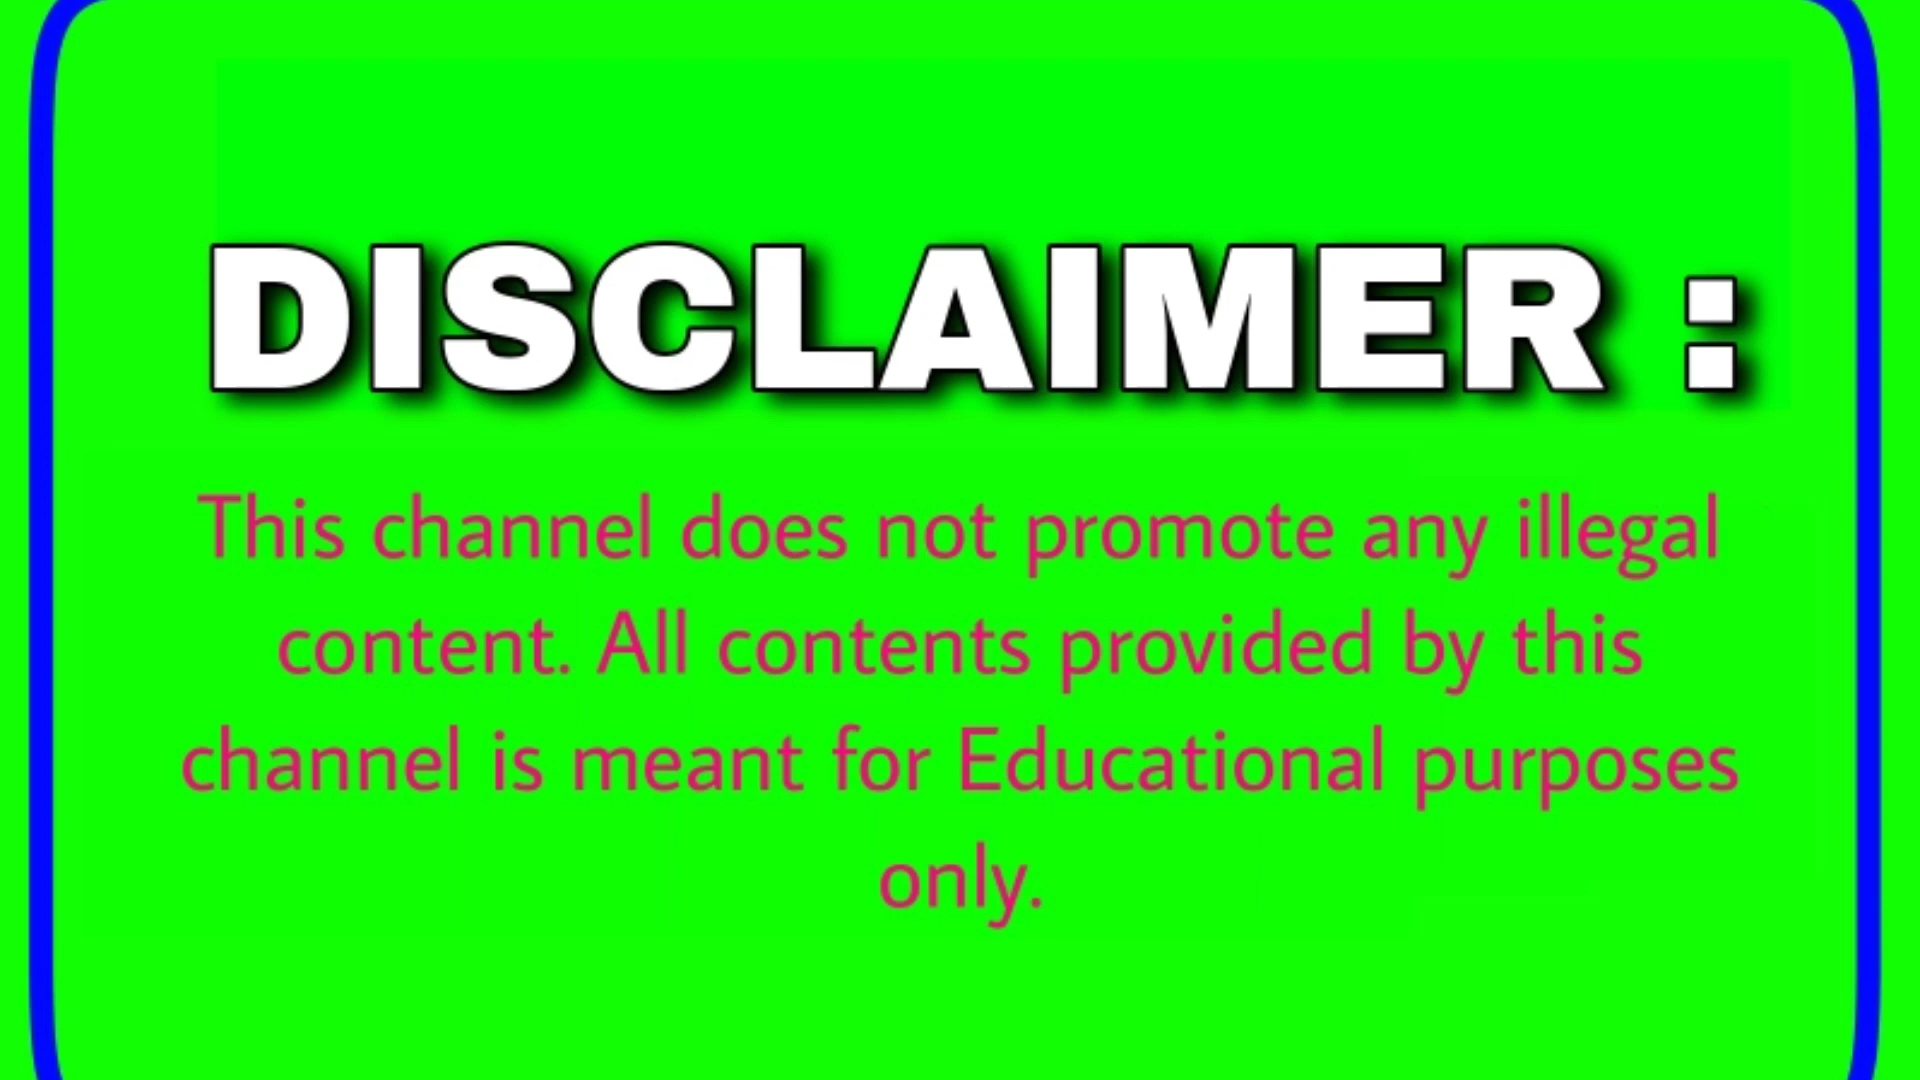 DISCLAIMER :
This channel does not promote any illegal
content. All contents provided by this
channel is meant for Educational purposes
only.